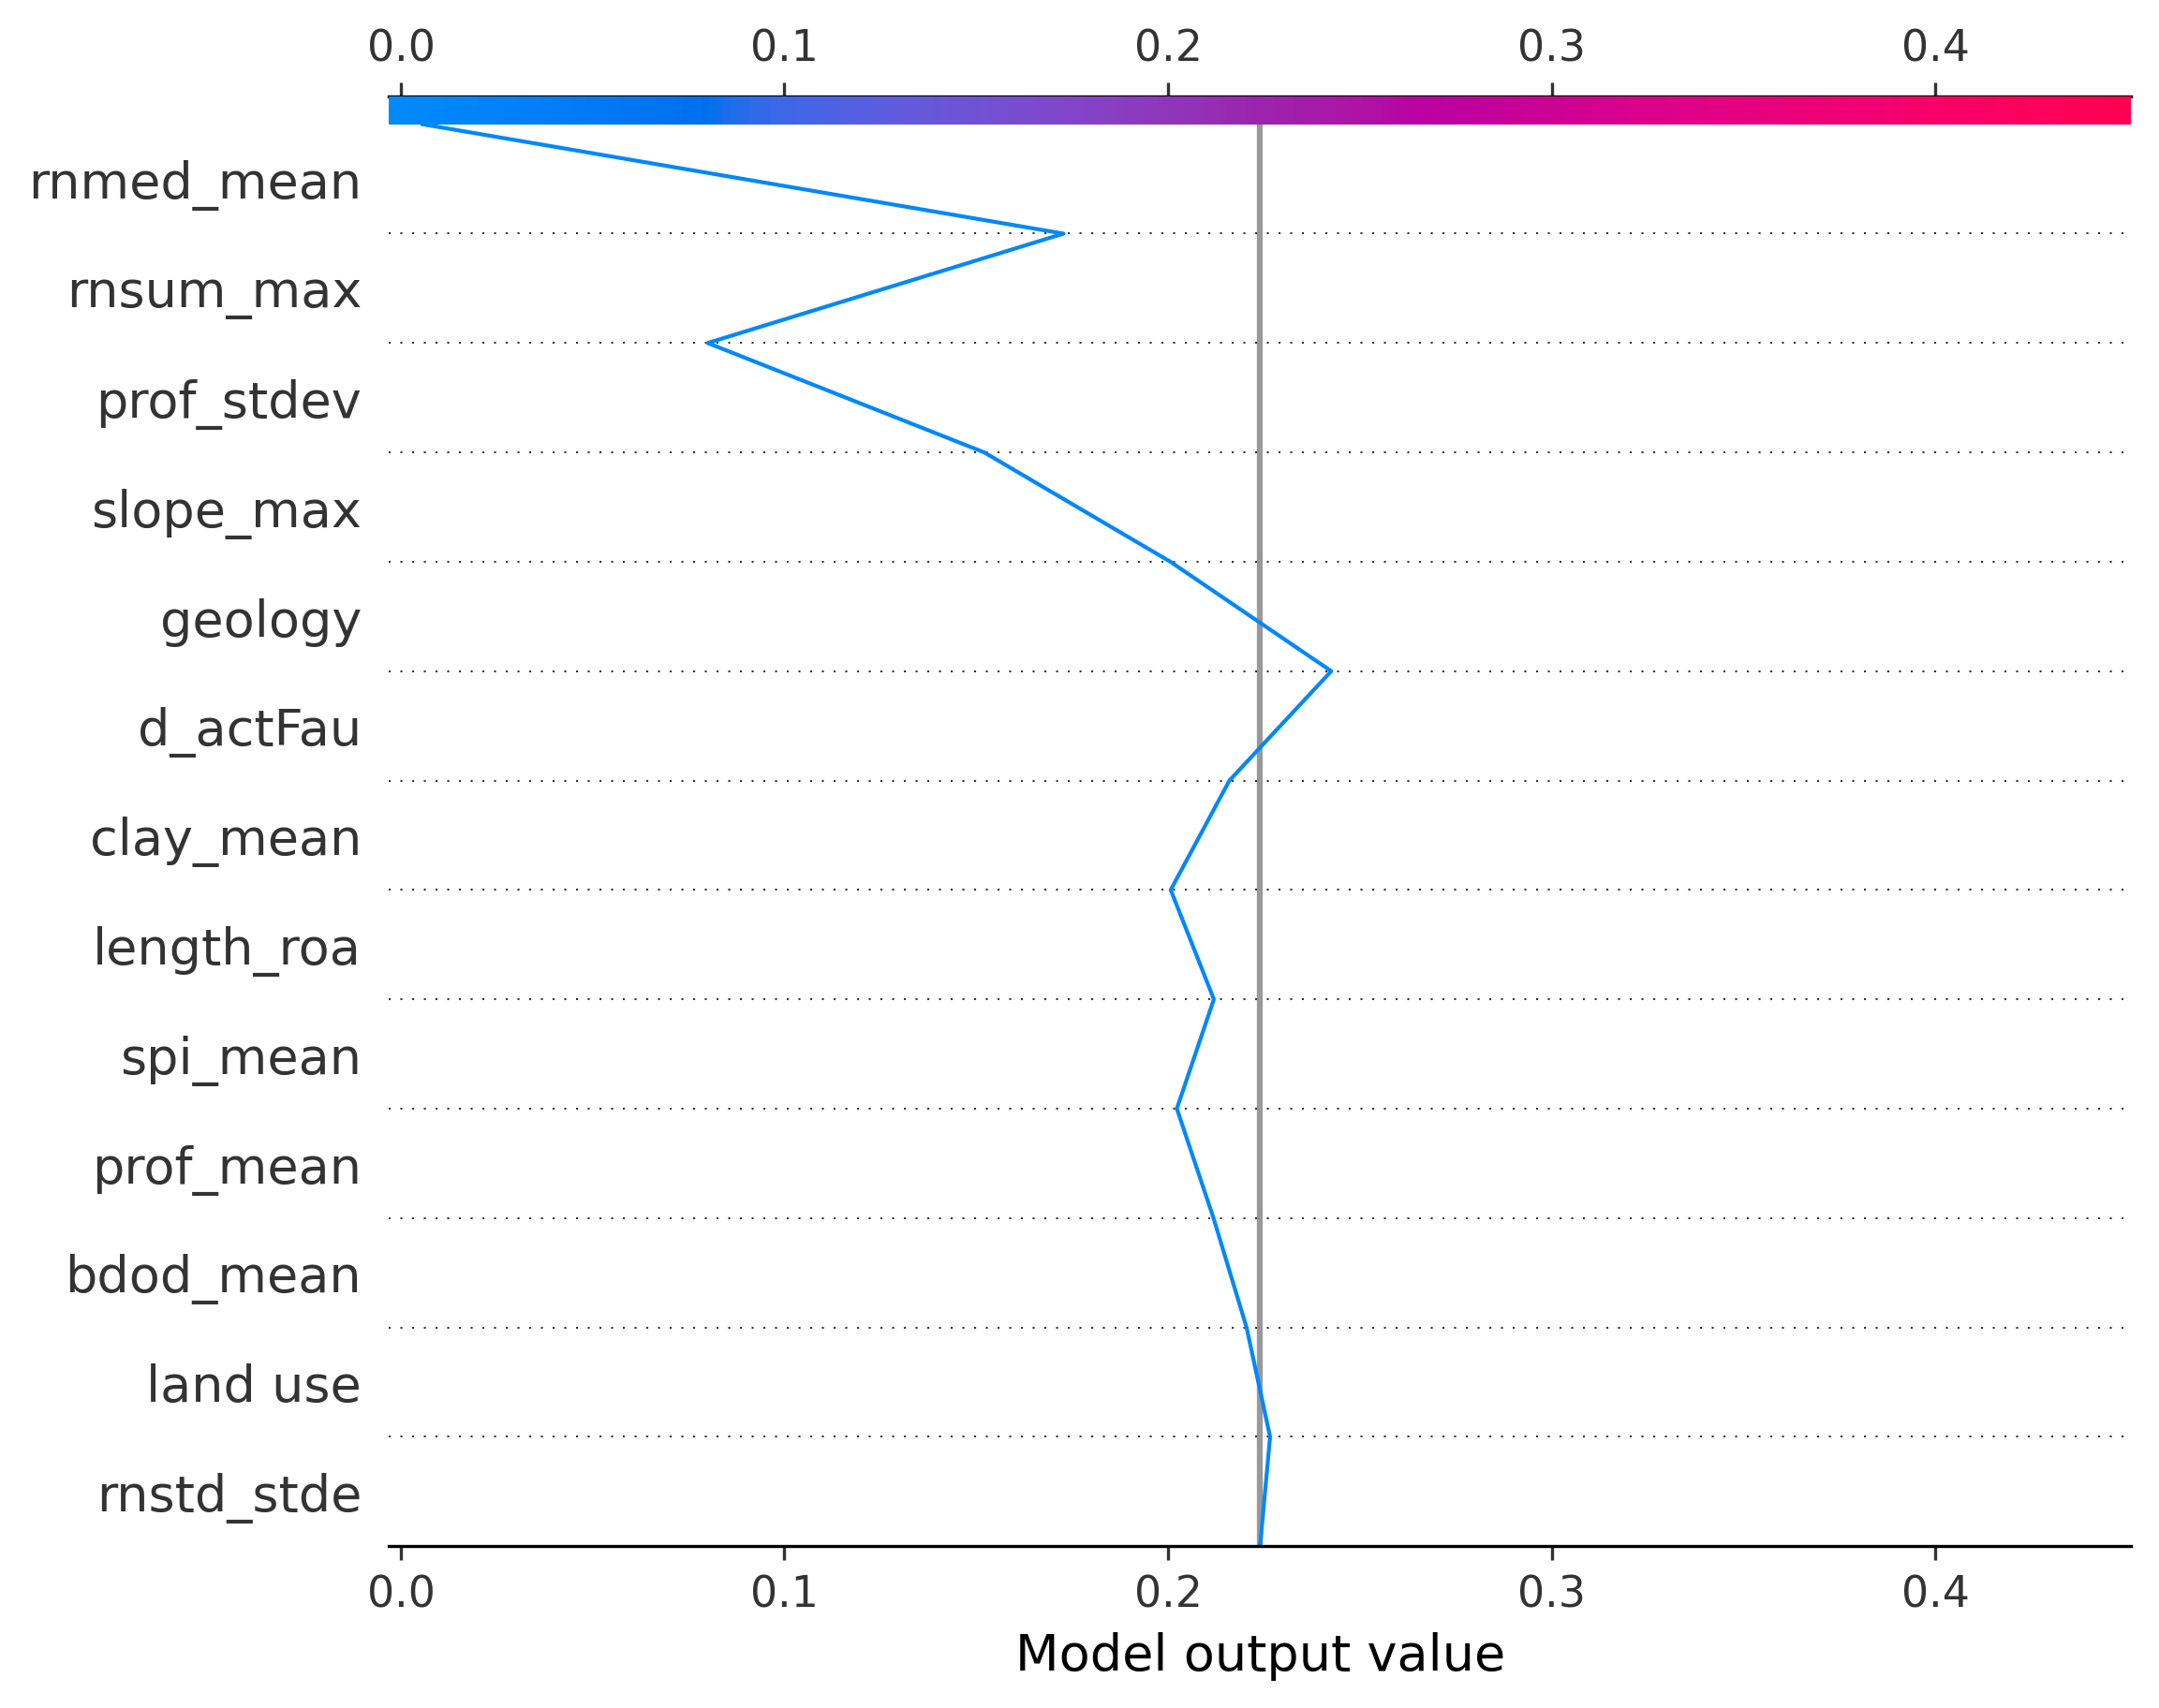 0.0 0.1 0.2 0.3 0.4
rnmed_mean
rnsum_max
prof_stdev
slope_max
geology
d_actFau
clay_mean
length_roa
spi_mean
prof_mean
bdod_mean
land use
rnstd_stde
0.0 0.1 0.2 0.3 0.4
Model output value